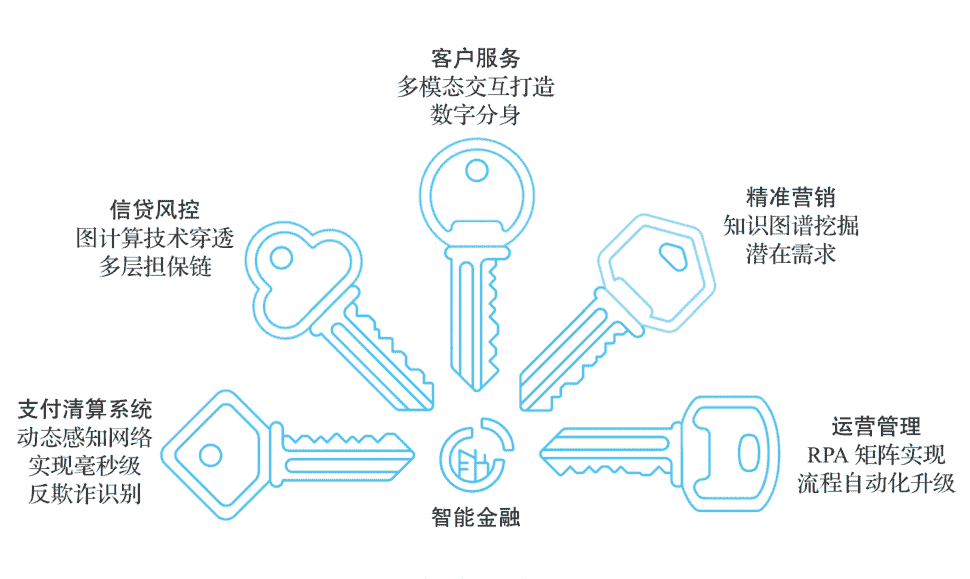 客户服务
多模态交互打造
数字分身
信贷风控
图计算技术穿透
多层担保链
精准营销
知识图谱挖掘
潜在需求
支付清算系统
动态感知网络
实现毫秒级
反欺诈识别
运营管理
RPA 矩阵实现
流程自动化升级
智能金融